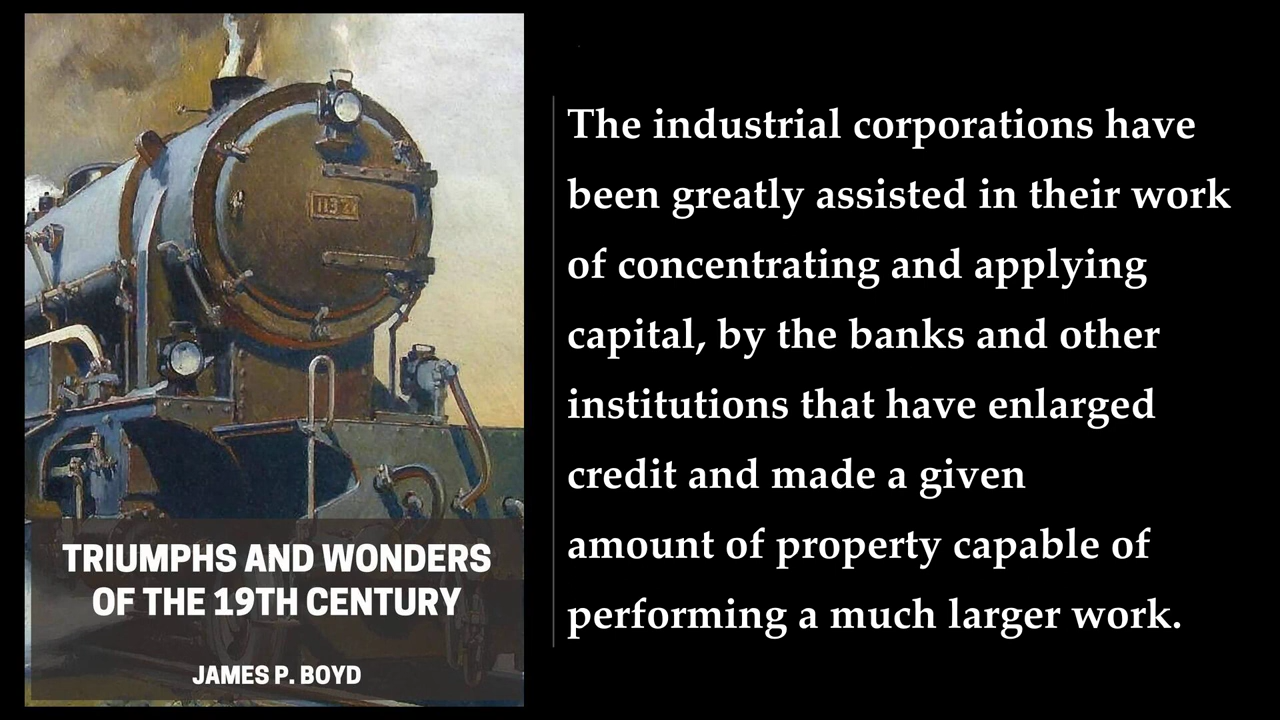 TRIUMPHS AND WONDERS
OF THE 19TH CENTURY
JAMES P. BOYD
The industrial corporations have
been greatly assisted in their work
of concentrating and applying
capital, by the banks and other
institutions that have enlarged
credit and made a given
amount of property capable of
performing a much larger work.